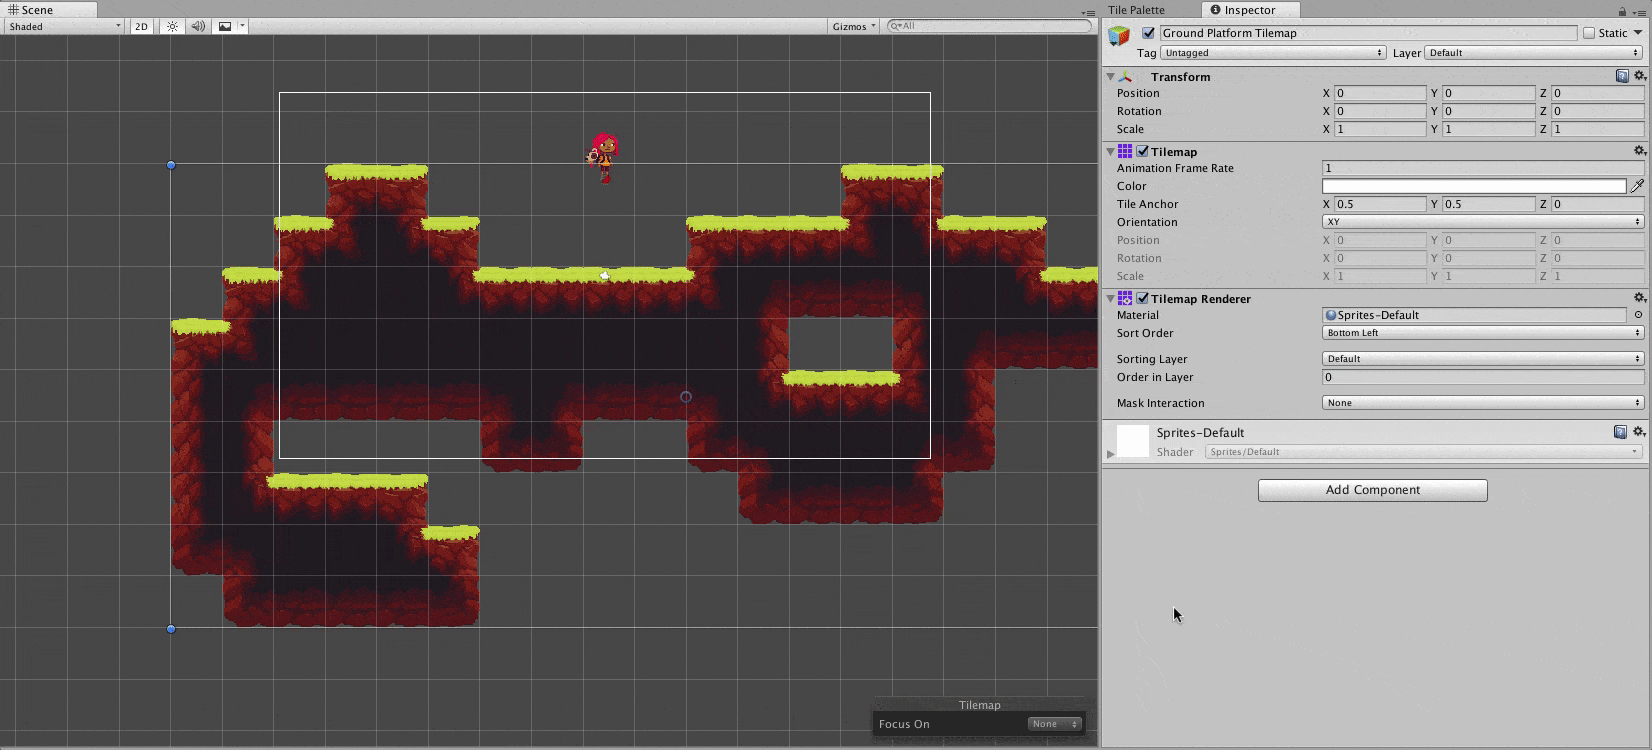 Scene
Shaded 2D Gizmos All
Tilemap
Focus On None
Tile Palette Inspector
Ground Platform Tilemap Static
Tag Untagged Layer Default
Transform
Position X 0 Y 0 Z 0
Rotation X 0 Y 0 Z 0
Scale X 1 Y 1 Z 1
Tilemap
Animation Frame Rate 1
Color
Tile Anchor X 0.5 Y 0.5 Z 0
Orientation XY
Position X 0 Y 0 Z 0
Rotation X 0 Y 0 Z 0
Scale X 1 Y 1 Z 1
Tilemap Renderer
Material Sprites-Default
Sort Order Bottom Left
Sorting Layer Default
Order in Layer 0
Mask Interaction None
Sprites-Default
Shader Sprites/Default
Add Component